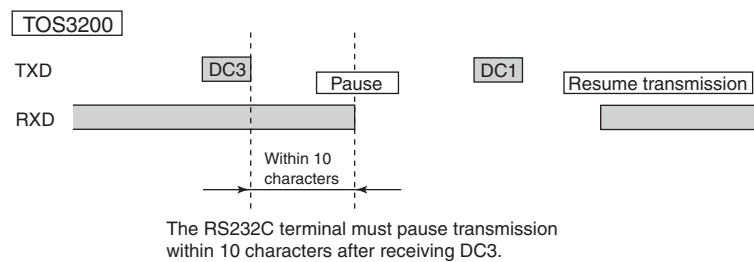 TOS3200
TXD
DC3
Pause
DC1
Resume transmission
RXD
Within 10
characters
The RS232C terminal must pause transmission
within 10 characters after receiving DC3.